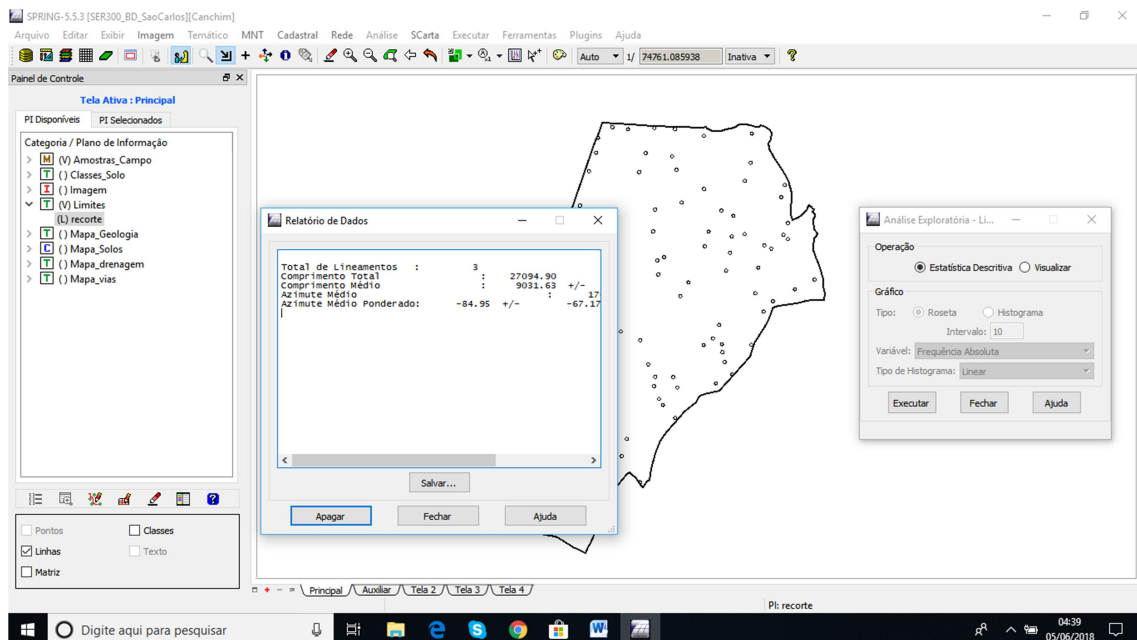 SPRING-5.5.3 [SER300_BD_SaoCarlos][Canchim]
Arquivo Editar Exibir Imagem Temático MNT Cadastral Rede Análise SCarta Executar Ferramentas Plugins Ajuda
Auto 1/ 74761.085938 Inativa
Painel de Controle
Tela Ativa : Principal
PI Disponíveis PI Selecionados
Categoria / Plano de Informação
M (V) Amostras_Campo
T () Classes_Solo
I () Imagem
T (V) Limites
(L) recorte
T () Mapa_Geologia
C () Mapa_Solos
T () Mapa_drenagem
T () Mapa_vias
Pontos Classes
Linhas Texto
Matriz
Relatório de Dados
Total de Lineamentos : 3
Comprimento Total : 27094.90
Comprimento Médio : 9031.63 +/-
Azimute Médio : 17
Azimute Médio Ponderado: -84.95 +/- -67.17
Salvar...
Apagar Fechar Ajuda
Análise Exploratória - Li...
Operação
Estatística Descritiva Visualizar
Gráfico
Tipo: Roseta Histograma
Intervalo: 10
Variável: Frequência Absoluta
Tipo de Histograma: Linear
Executar Fechar Ajuda
Principal Auxiliar Tela 2 Tela 3 Tela 4
PI: recorte
Digite aqui para pesquisar
04:39
05/06/2018